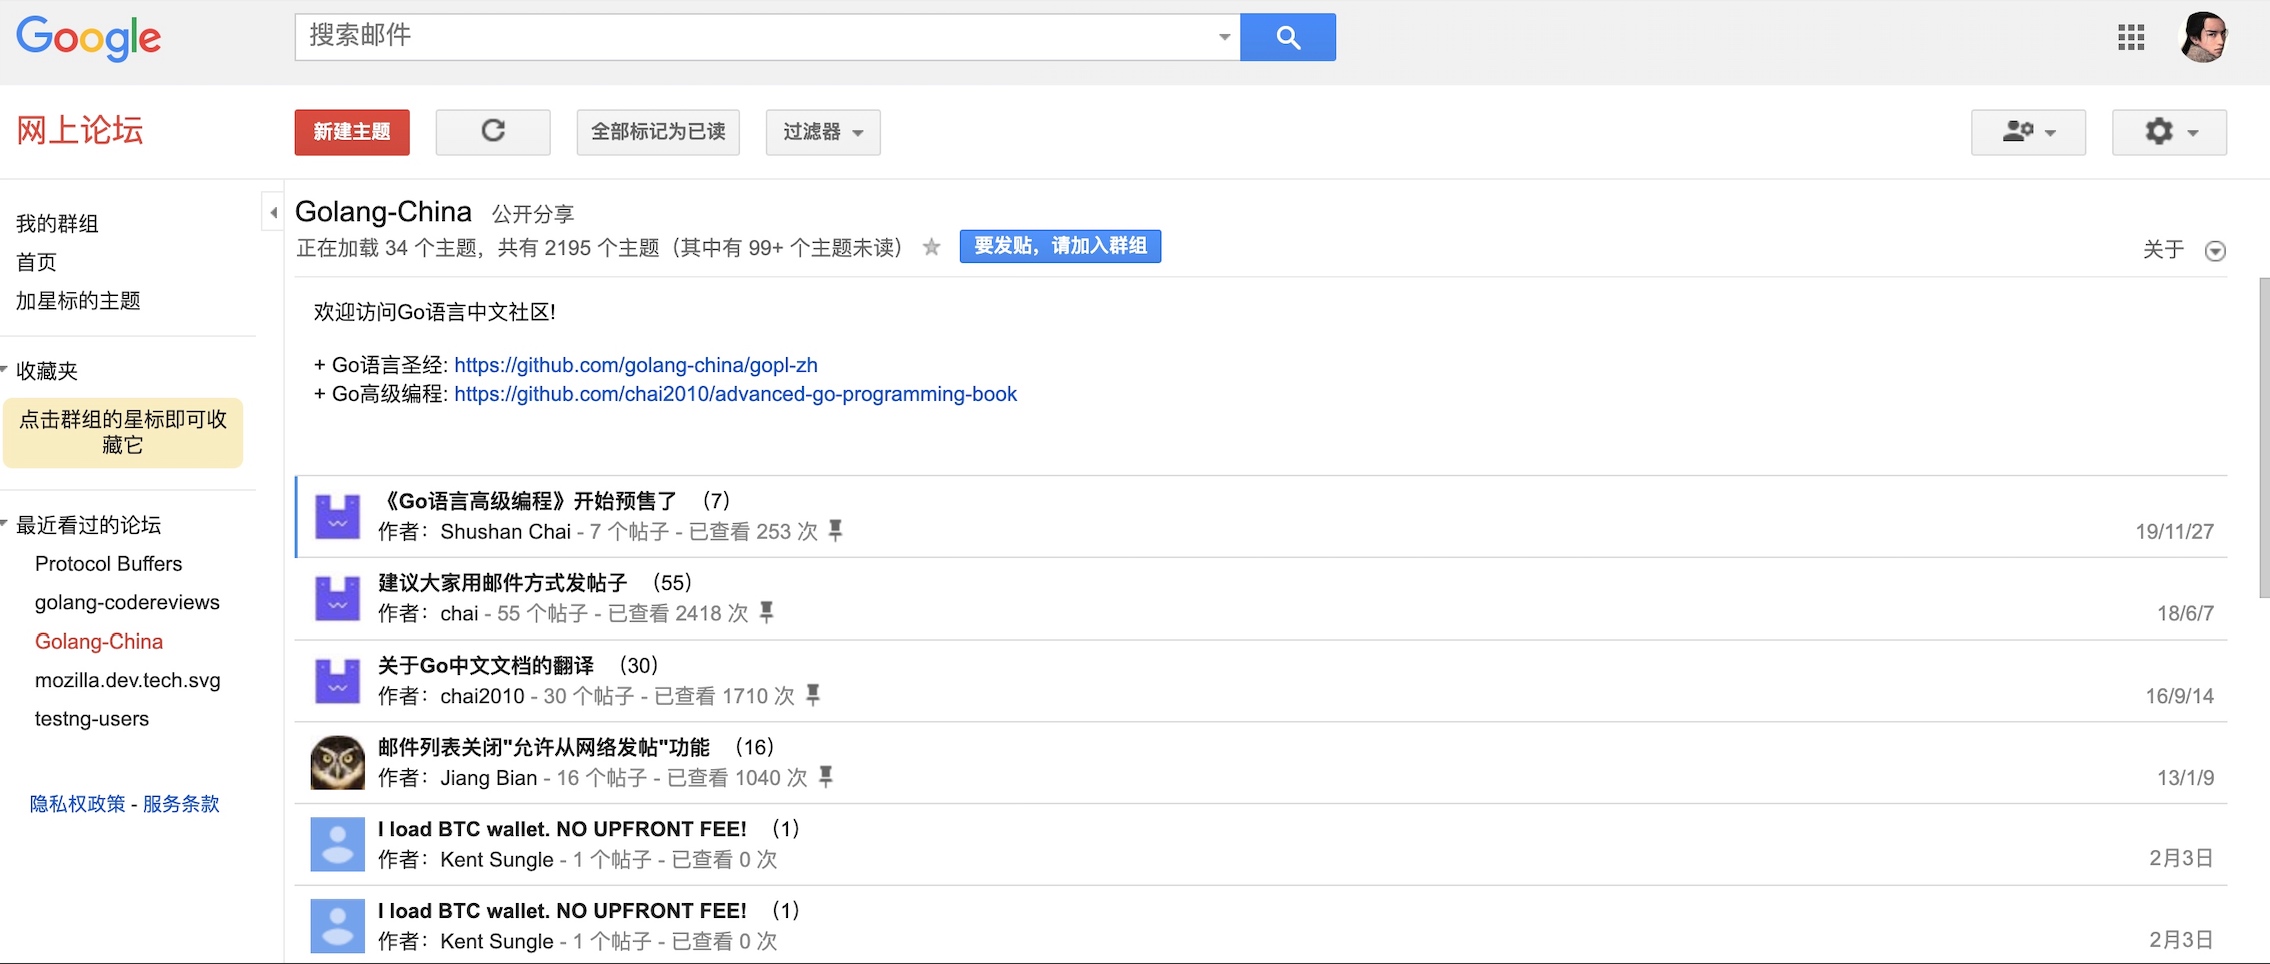 Google
搜索邮件
网上论坛
新建主题
全部标记为已读
过滤器
我的群组
首页
加星标的主题
收藏夹
点击群组的星标即可收
藏它
最近看过的论坛
Protocol Buffers
golang-codereviews
Golang-China
mozilla.dev.tech.svg
testng-users
隐私权政策 - 服务条款
Golang-China 公开分享
正在加载 34 个主题，共有 2195 个主题（其中有 99+ 个主题未读）
要发贴，请加入群组
关于
欢迎访问Go语言中文社区!
+ Go语言圣经: https://github.com/golang-china/gopl-zh
+ Go高级编程: https://github.com/chai2010/advanced-go-programming-book
《Go语言高级编程》开始预售了 （7）
作者：Shushan Chai - 7 个帖子 - 已查看 253 次
19/11/27
建议大家用邮件方式发帖子 （55）
作者：chai - 55 个帖子 - 已查看 2418 次
18/6/7
关于Go中文文档的翻译 （30）
作者：chai2010 - 30 个帖子 - 已查看 1710 次
16/9/14
邮件列表关闭"允许从网络发帖"功能 （16）
作者：Jiang Bian - 16 个帖子 - 已查看 1040 次
13/1/9
I load BTC wallet. NO UPFRONT FEE! （1）
作者：Kent Sungle - 1 个帖子 - 已查看 0 次
2月3日
I load BTC wallet. NO UPFRONT FEE! （1）
作者：Kent Sungle - 1 个帖子 - 已查看 0 次
2月3日